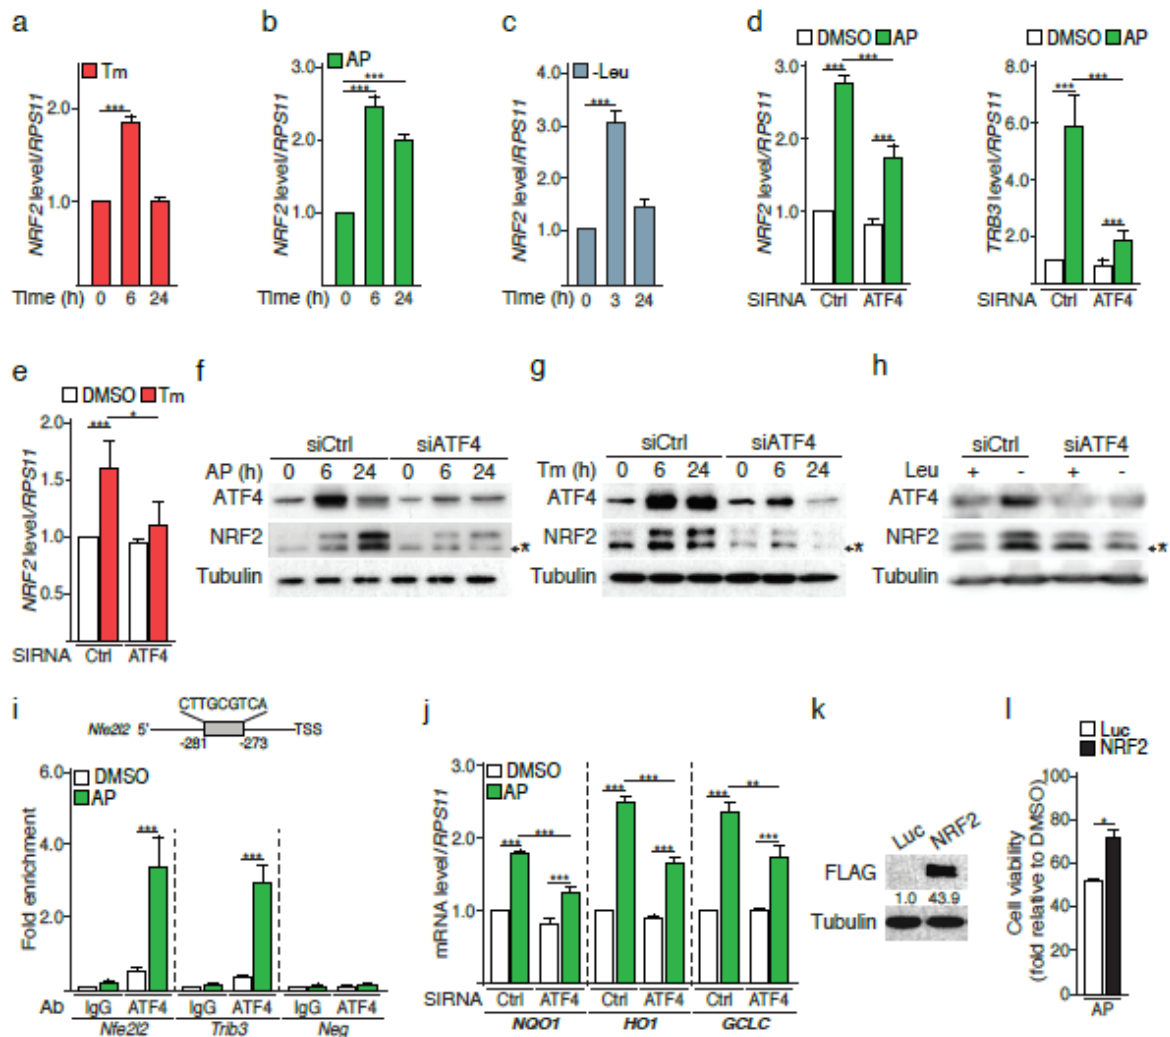 a
Tm
NRF2 level/RPS11
2.0
1.0
***
Time (h) 0 6 24
b
AP
NRF2 level/RPS11
3.0
2.0
1.0
***
***
Time (h) 0 6 24
c
-Leu
NRF2 level/RPS11
4.0
3.0
1.0
***
Time (h) 0 3 24
d
DMSO AP
NRF2 level/RPS11
3.0
2.0
1.0
*** *** ***
SIRNA Ctrl ATF4
DMSO AP
TRB3 level/RPS11
8.0
6.0
4.0
2.0
*** *** ***
SIRNA Ctrl ATF4
e
DMSO Tm
NRF2 level/RPS11
2.0
1.5
1.0
0.5
*** *
SIRNA Ctrl ATF4
f
siCtrl siATF4
AP (h) 0 6 24 0 6 24
ATF4
NRF2
*
Tubulin
g
siCtrl siATF4
Tm (h) 0 6 24 0 6 24
ATF4
NRF2
*
Tubulin
h
siCtrl siATF4
Leu + - + -
ATF4
NRF2
*
Tubulin
i
CTTGCGTCA
Nfe2l2 5' TSS
-281 -273
DMSO
AP
Fold enrichment
6.0
4.0
2.0
*** ***
Ab IgG ATF4 IgG ATF4 IgG ATF4
Nfe2l2 Trib3 Neg
j
DMSO
AP
mRNA level/RPS11
3.0
2.0
1.0
*** *** *** *** *** *** *** ** ***
SIRNA Ctrl ATF4 Ctrl ATF4 Ctrl ATF4
NQO1 HO1 GCLC
k
Luc NRF2
FLAG
1.0 43.9
Tubulin
l
Luc
NRF2
Cell viability
(fold relative to DMSO)
100
80
60
40
20
0
*
AP